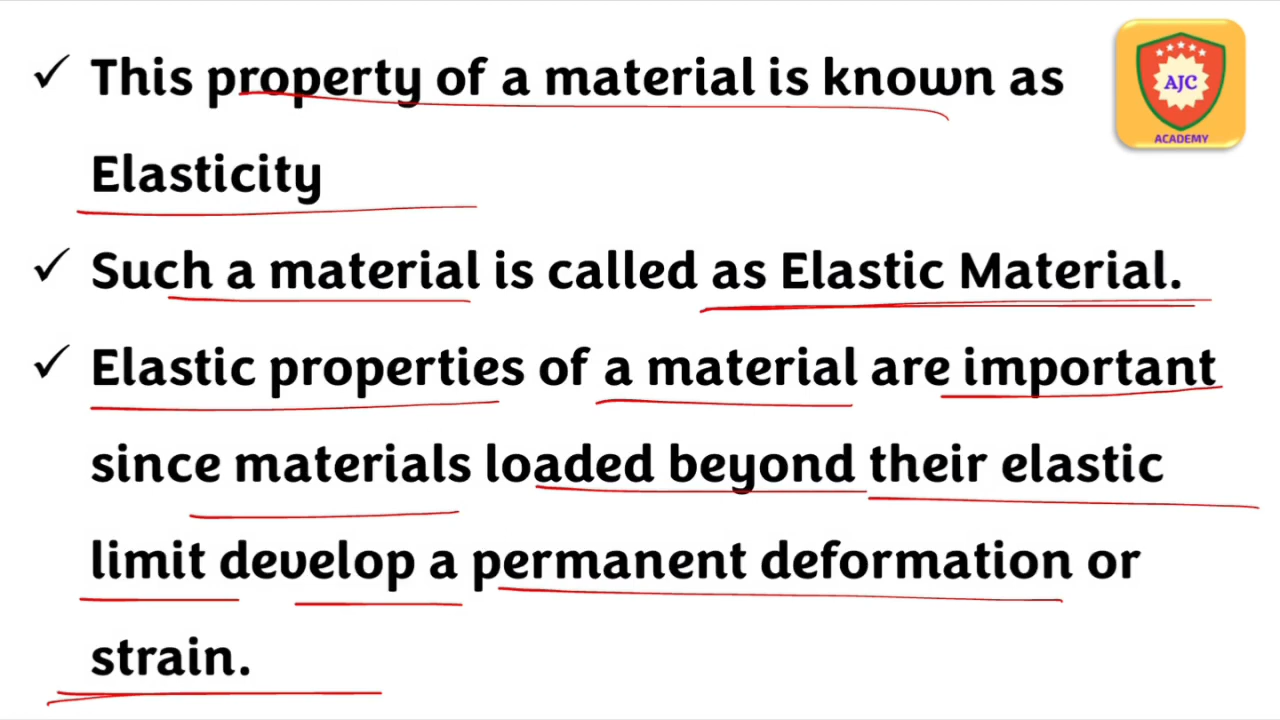 ✓ This property of a material is known as
Elasticity
✓ Such a material is called as Elastic Material.
✓ Elastic properties of a material are important
since materials loaded beyond their elastic
limit develop a permanent deformation or
strain.
AJC
ACADEMY